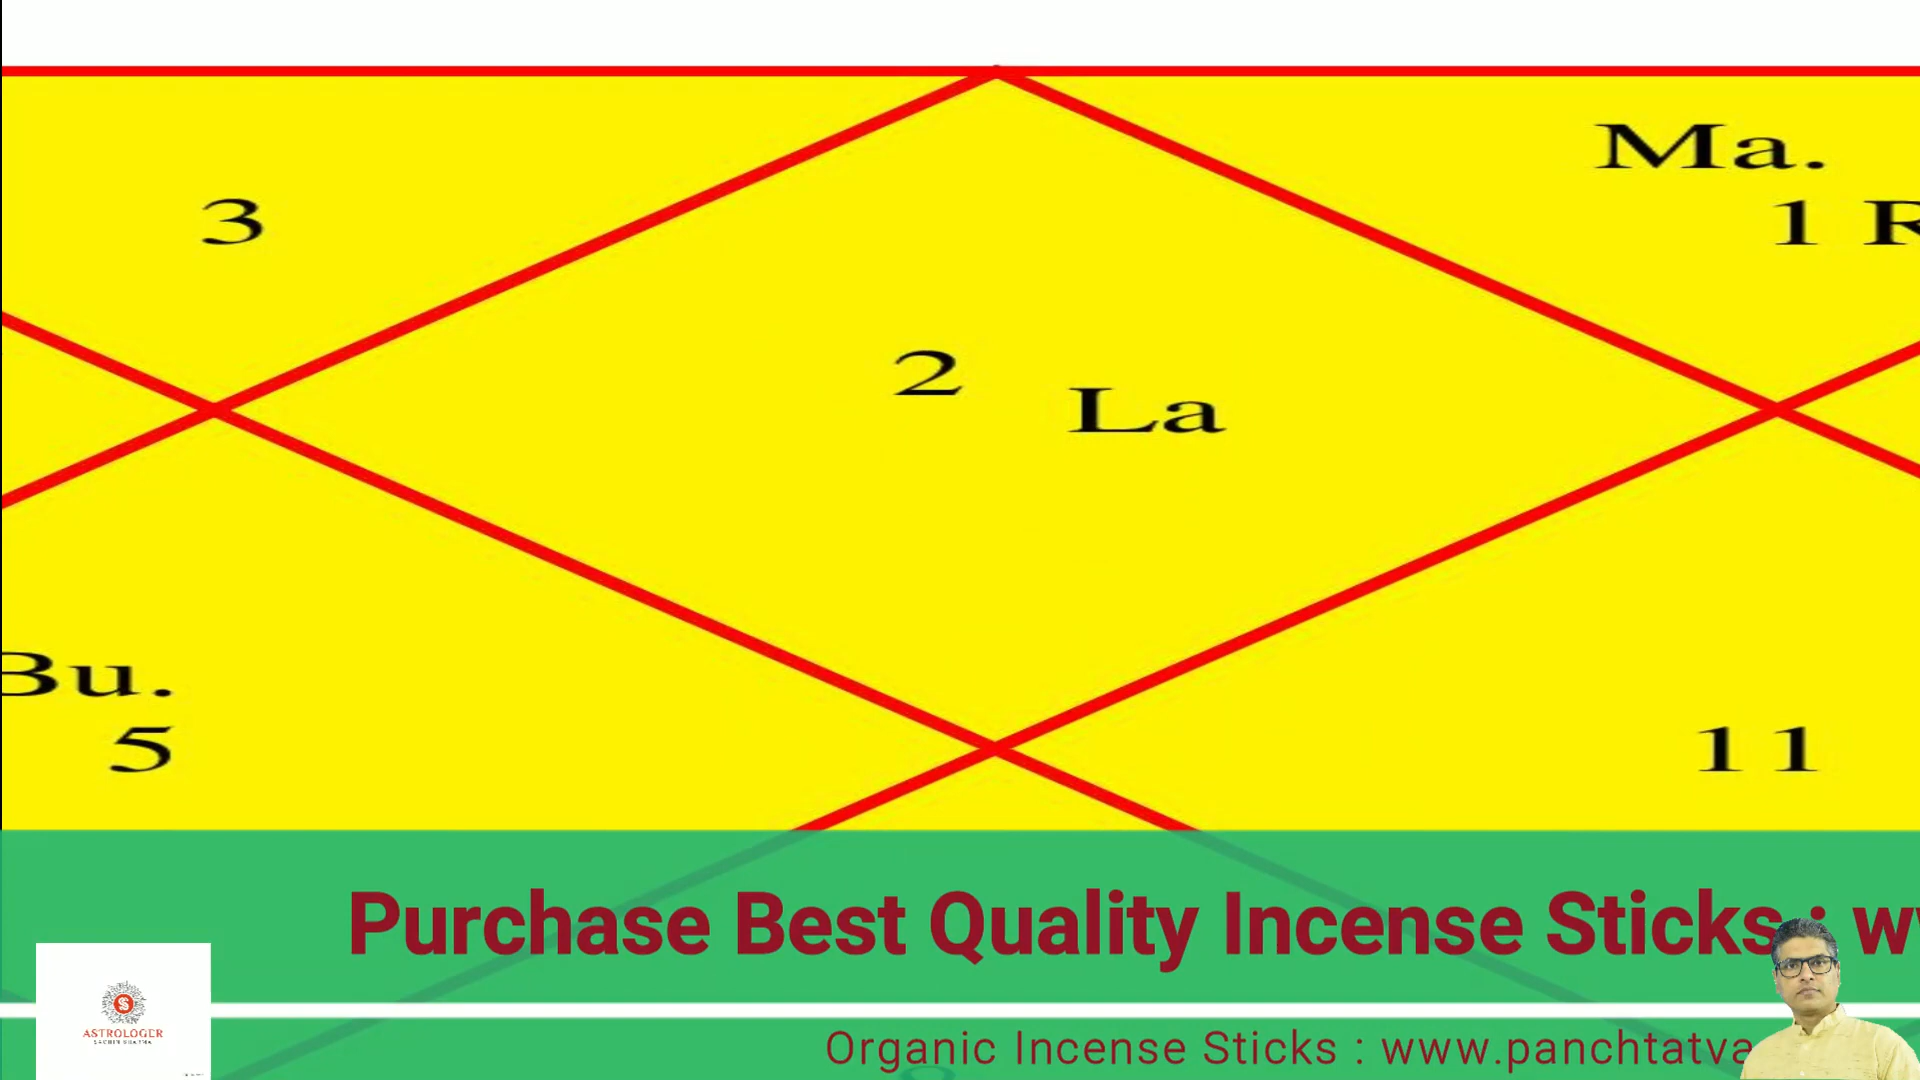 Ma.
3
1 R
2
La
Bu.
5
11
Purchase Best Quality Incense Sticks : w
ASTROLOGER
Organic Incense Sticks : www.panchtatva
8